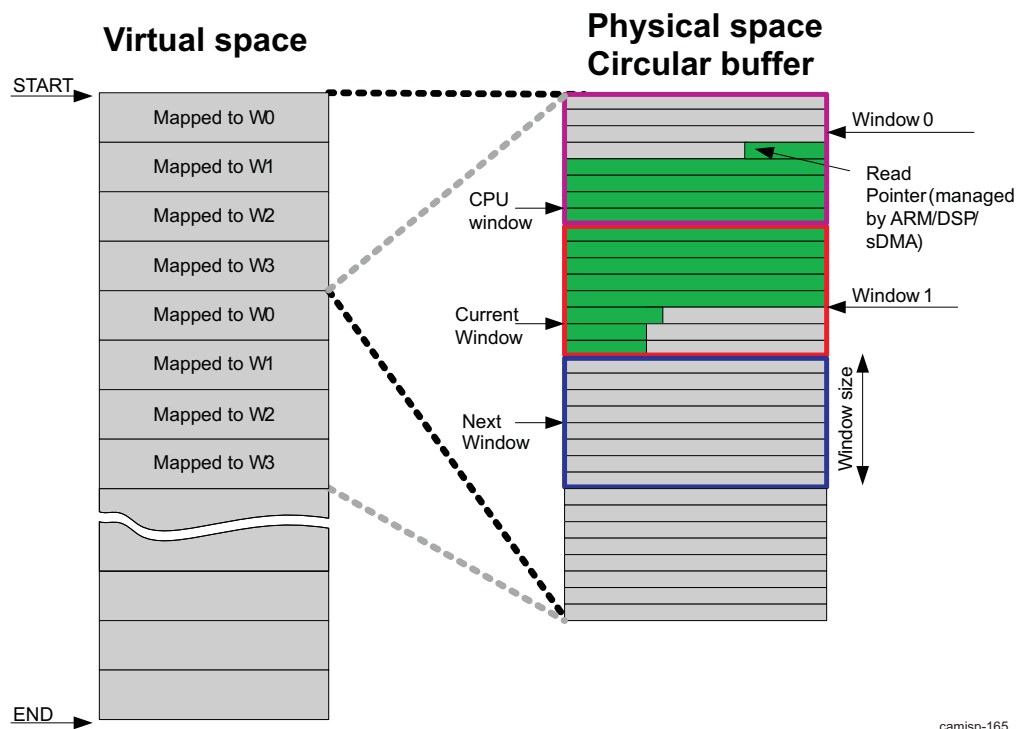 Virtual space
Physical space
Circular buffer
START
Mapped to W0
Mapped to W1
Mapped to W2
Mapped to W3
Mapped to W0
Mapped to W1
Mapped to W2
Mapped to W3
END
CPU
window
Current
Window
Next
Window
Window 0
Read
Pointer (managed
by ARM/DSP/
sDMA)
Window 1
Window size
camisp-165